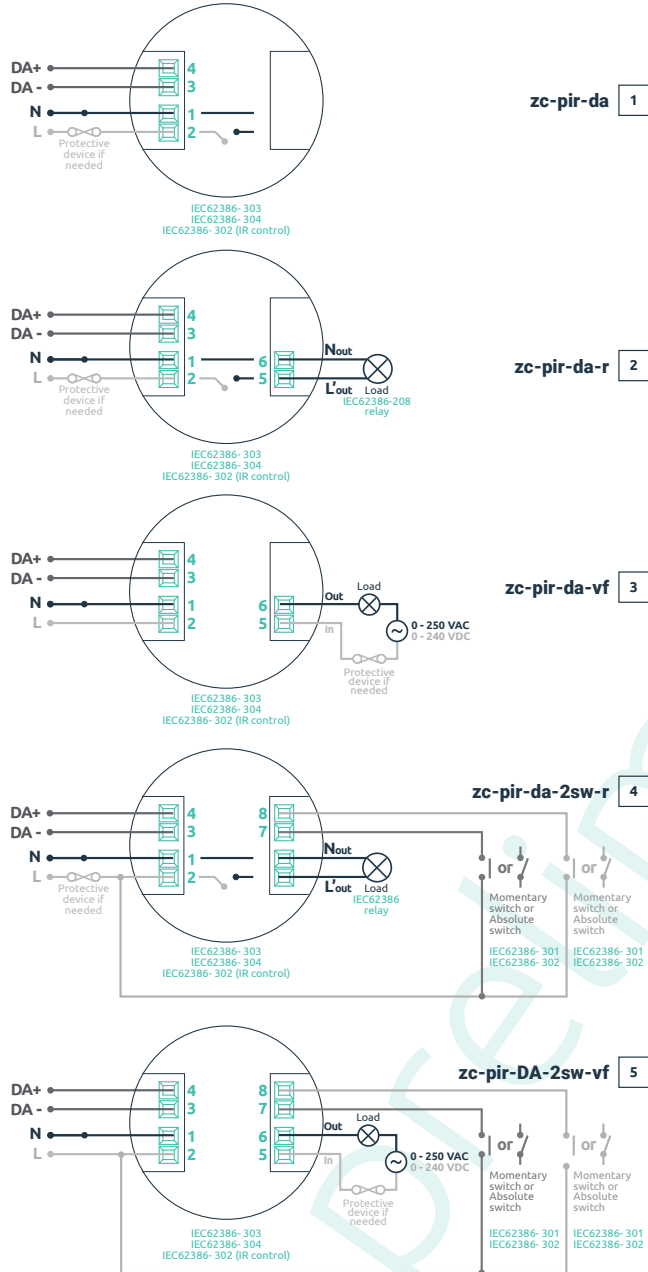 zc-pir-da 1
DA+ 4
DA - 3
N 1
L 2
Protective
device if
needed
IEC62386- 303
IEC62386- 304
IEC62386- 302 (IR control)
zc-pir-da-r 2
DA+ 4
DA - 3
N 1 6 Nout
L 2 5 L'out Load
Protective
device if
needed
IEC62386-208
relay
IEC62386- 303
IEC62386- 304
IEC62386- 302 (IR control)
zc-pir-da-vf 3
DA+ 4
DA - 3
N 1 6 Out Load
L 2 5 In
0 - 250 VAC
0 - 240 VDC
Protective
device if
needed
IEC62386- 303
IEC62386- 304
IEC62386- 302 (IR control)
zc-pir-da-2sw-r 4
DA+ 4 8
DA - 3 7
N 1 Nout
L 2 L'out Load
Protective
device if
needed
IEC62386
relay
or
Momentary
switch or
Absolute
switch
IEC62386- 301
IEC62386- 302
or
Momentary
switch or
Absolute
switch
IEC62386- 301
IEC62386- 302
IEC62386- 303
IEC62386- 304
IEC62386- 302 (IR control)
zc-pir-DA-2sw-vf 5
DA+ 4 8
DA - 3 7
N 1 6 Out Load
L 2 5 In
0 - 250 VAC
0 - 240 VDC
Protective
device if
needed
or
Momentary
switch or
Absolute
switch
IEC62386- 301
IEC62386- 302
or
Momentary
switch or
Absolute
switch
IEC62386- 301
IEC62386- 302
IEC62386- 303
IEC62386- 304
IEC62386- 302 (IR control)